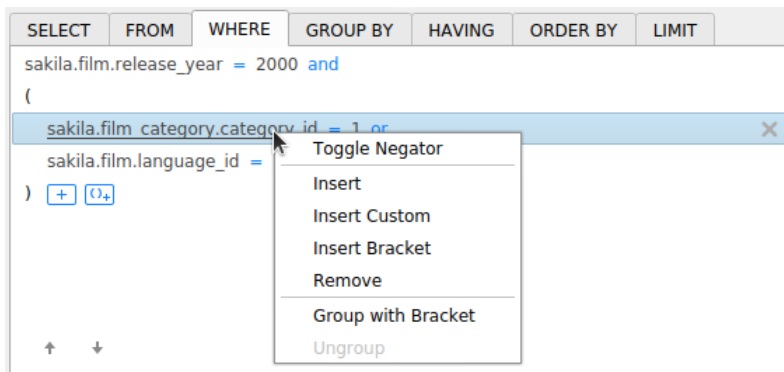 SELECT FROM WHERE GROUP BY HAVING ORDER BY LIMIT
sakila.film.release_year = 2000 and
(
sakila.film_category.category_id = 1 or
Toggle Negator
sakila.film.language_id =
Insert
) + ()+
Insert Custom
Insert Bracket
Remove
Group with Bracket
Ungroup